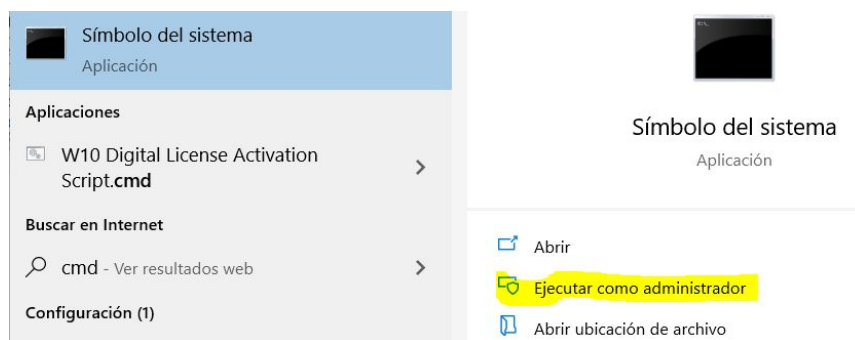 Símbolo del sistema
Aplicación
Aplicaciones
W10 Digital License Activation
Script.cmd
Buscar en Internet
cmd - Ver resultados web
Configuración (1)
Símbolo del sistema
Aplicación
Abrir
Ejecutar como administrador
Abrir ubicación de archivo